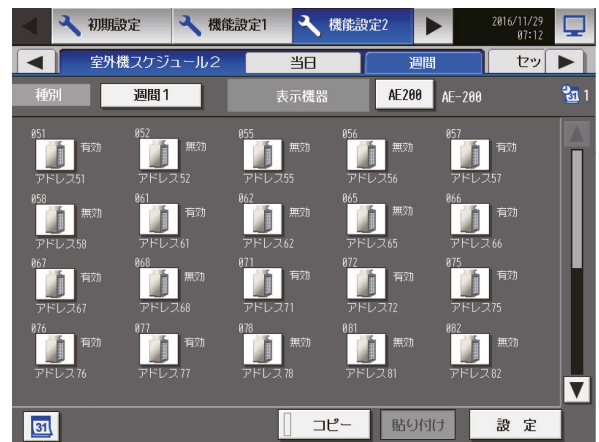 初期設定 機能設定1 機能設定2 2016/11/29
07:12
室外機スケジュール2 当日 週間 セッ
種別 週間1 表示機器 AE200 AE-200 31 1
051 052 055 056 057
有効 無効 無効 無効 有効
アドレス51 アドレス52 アドレス55 アドレス56 アドレス57
058 061 062 065 066
無効 有効 無効 無効 有効
アドレス58 アドレス61 アドレス62 アドレス65 アドレス66
067 068 071 072 075
有効 無効 有効 有効 有効
アドレス67 アドレス68 アドレス71 アドレス72 アドレス75
076 077 078 081 082
有効 有効 無効 無効 無効
アドレス76 アドレス77 アドレス78 アドレス81 アドレス82
31 コピー 貼り付け 設 定